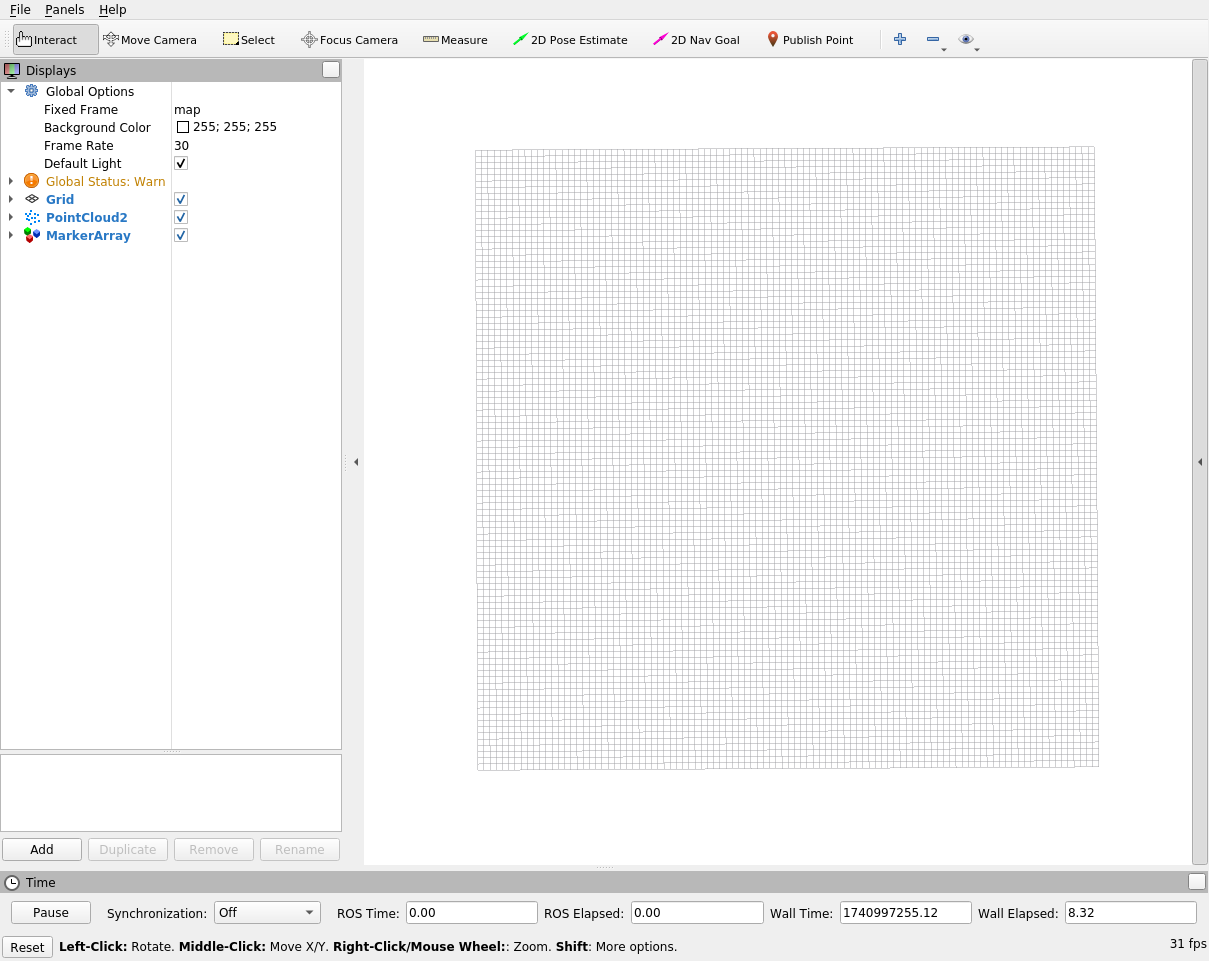 File Panels Help
Interact Move Camera Select Focus Camera Measure 2D Pose Estimate 2D Nav Goal Publish Point
Displays
Global Options
Fixed Frame map
Background Color 255; 255; 255
Frame Rate 30
Default Light
Global Status: Warn
Grid
PointCloud2
MarkerArray
Add Duplicate Remove Rename
Time
Pause Synchronization: Off ROS Time: 0.00 ROS Elapsed: 0.00 Wall Time: 1740997255.12 Wall Elapsed: 8.32
Reset Left-Click: Rotate. Middle-Click: Move X/Y. Right-Click/Mouse Wheel:: Zoom. Shift: More options. 31 fps